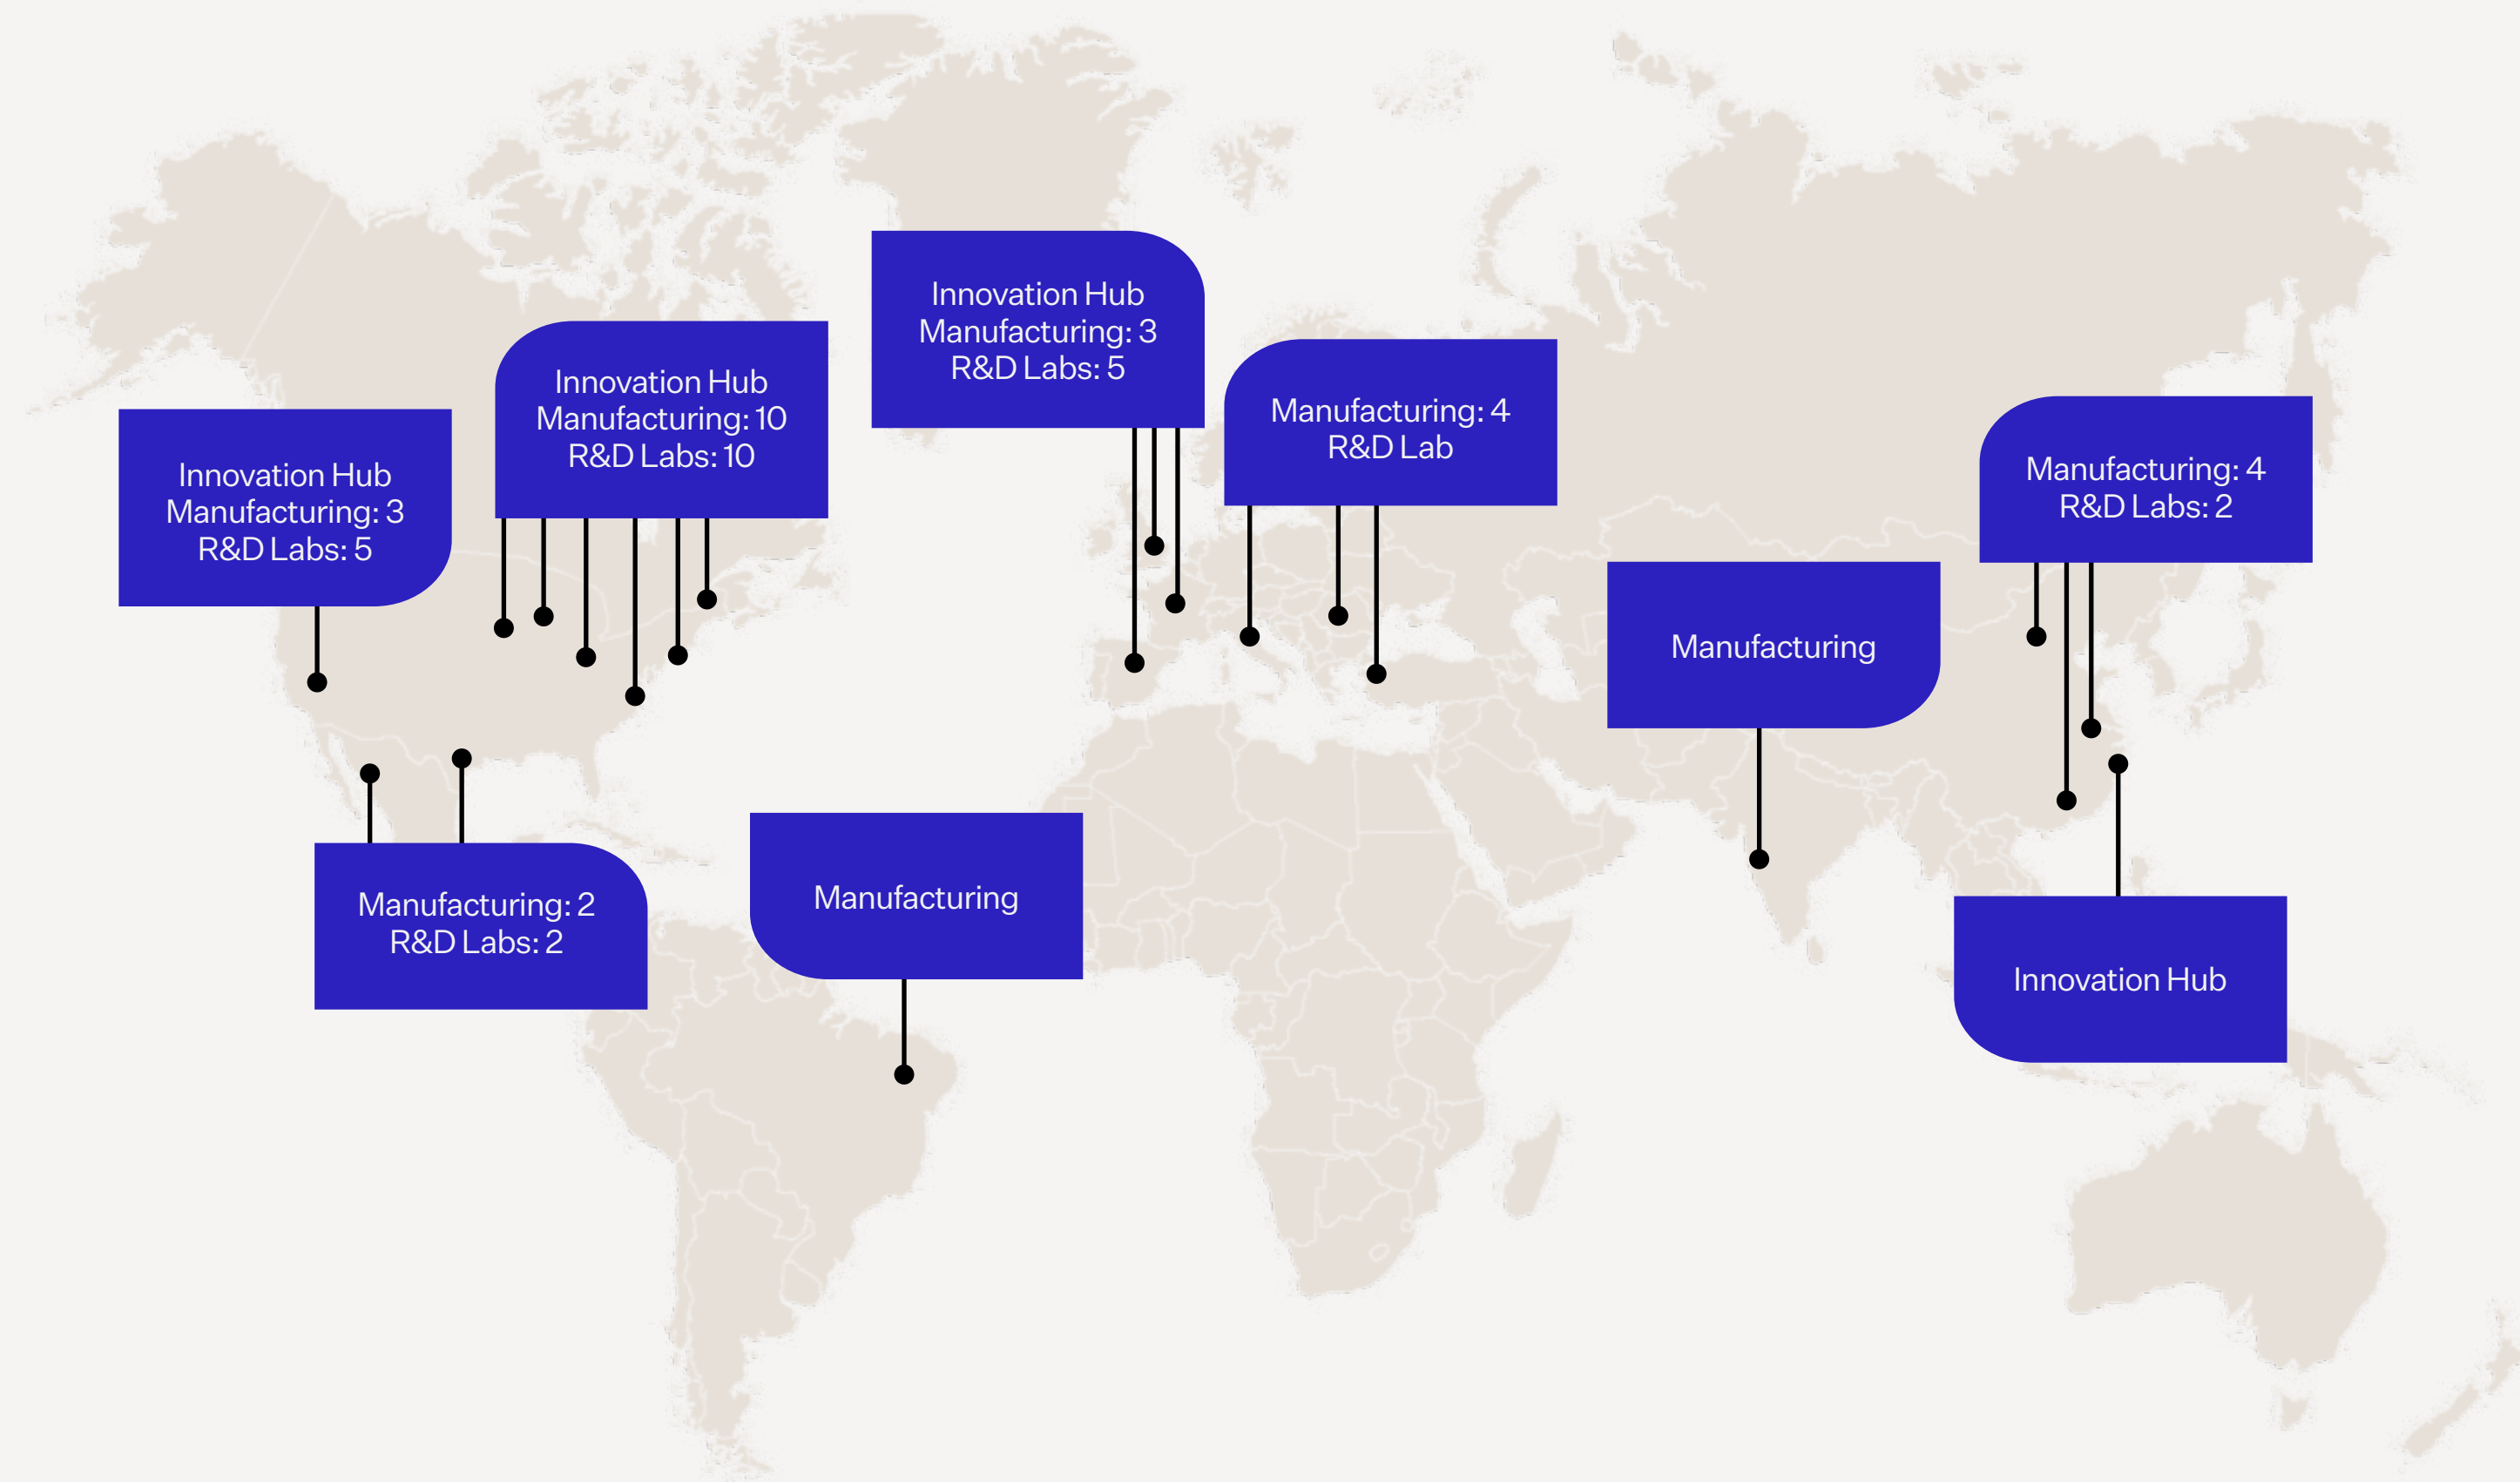 Innovation Hub
Manufacturing: 3
R&D Labs: 5
Innovation Hub
Manufacturing: 10
R&D Labs: 10
Innovation Hub
Manufacturing: 3
R&D Labs: 5
Manufacturing: 4
R&D Lab
Manufacturing: 4
R&D Labs: 2
Manufacturing
Manufacturing: 2
R&D Labs: 2
Manufacturing
Innovation Hub